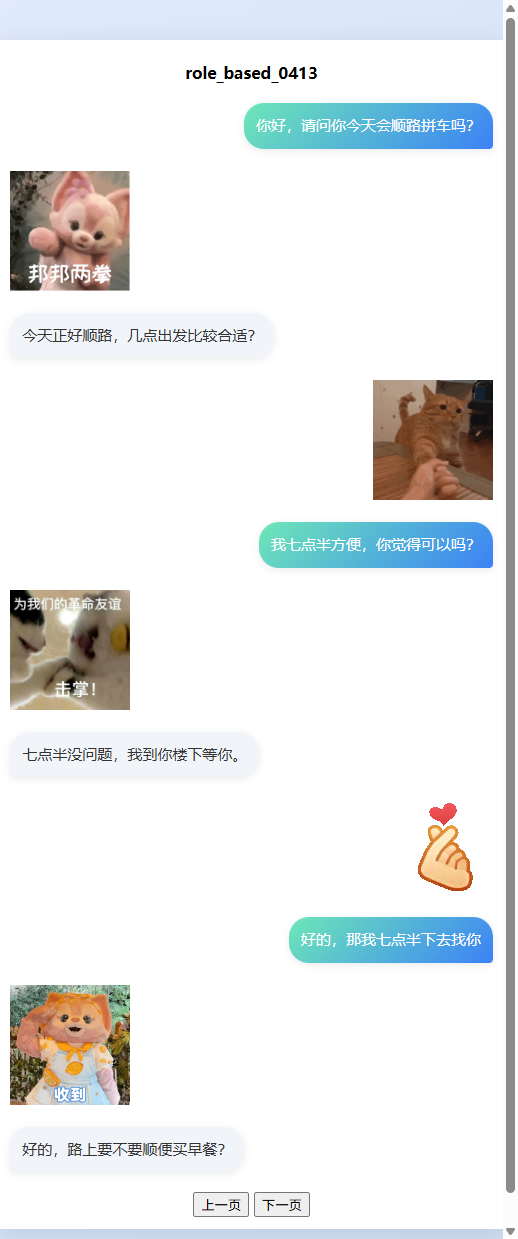 role_based_0413
你好，请问你今天会顺路拼车吗？
邦邦两拳
今天正好顺路，几点出发比较合适？
我七点半方便，你觉得可以吗？
为我们的革命友谊
击掌！
七点半没问题，我到你楼下等你。
好的，那我七点半下去找你
收到
好的，路上要不要顺便买早餐？
上一页 下一页